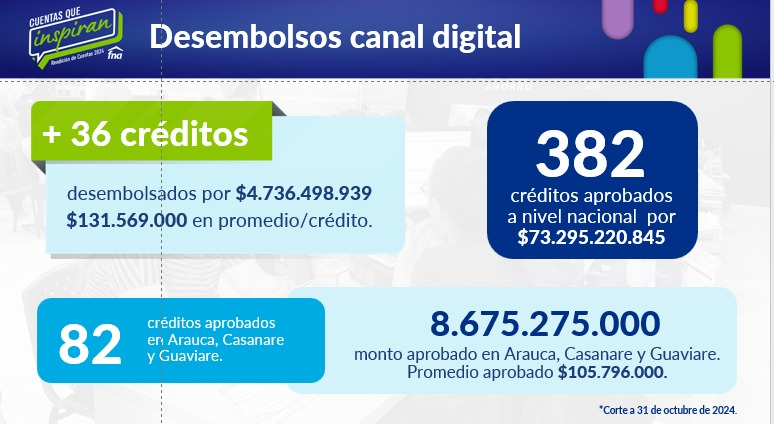 CUENTAS QUE
inspiran
Rendición de Cuentas 2024
fna
Desembolsos canal digital
+ 36 créditos
desembolsados por $4.736.498.939
$131.569.000 en promedio/crédito.
382
créditos aprobados
a nivel nacional por
$73.295.220.845
82
créditos aprobados
en Arauca, Casanare
y Guaviare.
8.675.275.000
monto aprobado en Arauca, Casanare y Guaviare.
Promedio aprobado $105.796.000.
*Corte a 31 de octubre de 2024.